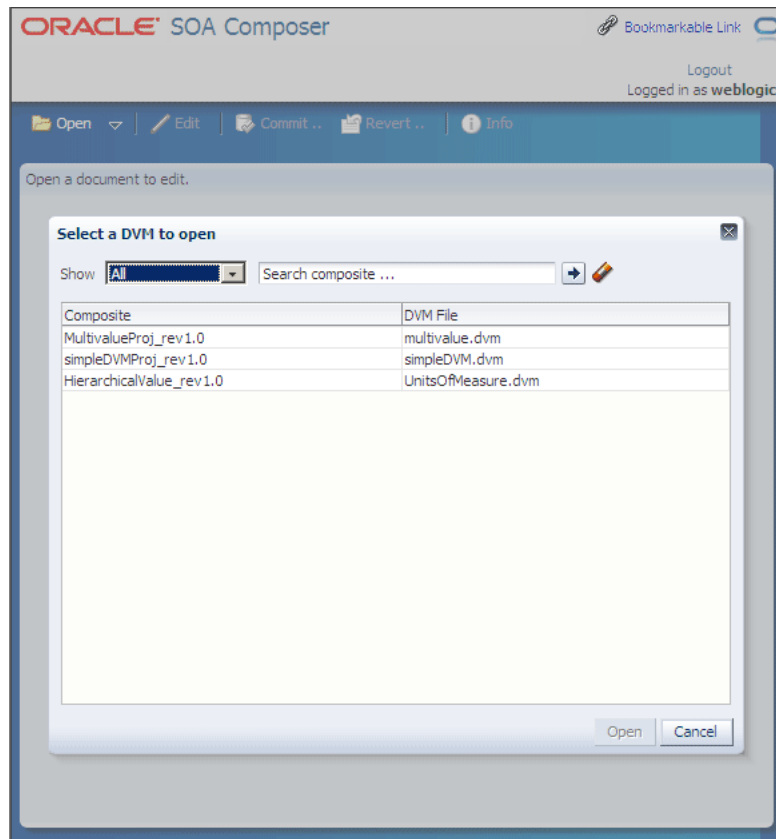 ORACLE SOA Composer
Bookmarkable Link
Logout
Logged in as weblogic
Open Edit Commit .. Revert .. Info
Open a document to edit.
Select a DVM to open
Show All Search composite ...
Composite DVM File
MultivalueProj_rev1.0 multivalue.dvm
simpleDVMProj_rev1.0 simpleDVM.dvm
HierarchicalValue_rev1.0 UnitsOfMeasure.dvm
Open Cancel